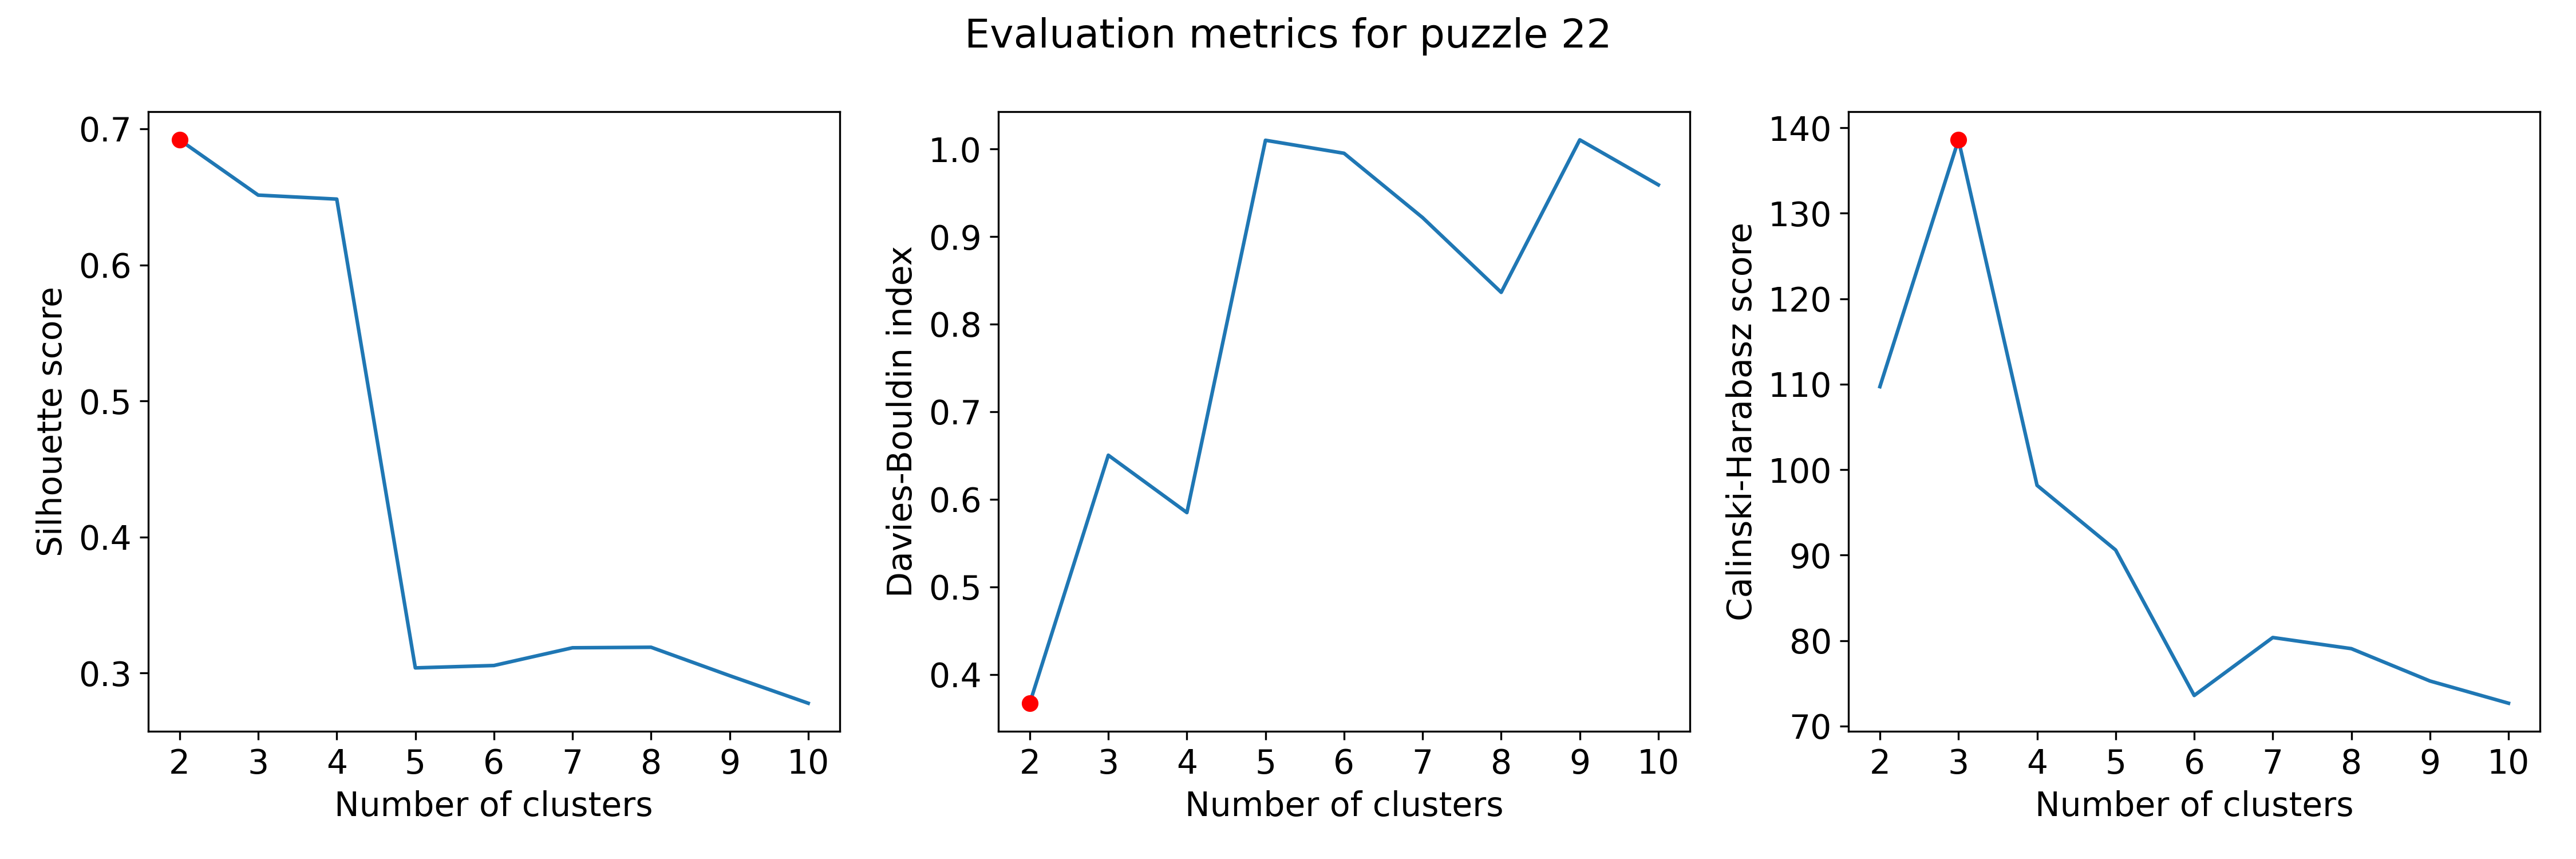 Evaluation metrics for puzzle 22
Silhouette score
0.7
0.6
0.5
0.4
0.3
2 3 4 5 6 7 8 9 10
Number of clusters
Davies-Bouldin index
1.0
0.9
0.8
0.7
0.6
0.5
0.4
2 3 4 5 6 7 8 9 10
Number of clusters
Calinski-Harabasz score
140
130
120
110
100
90
80
70
2 3 4 5 6 7 8 9 10
Number of clusters